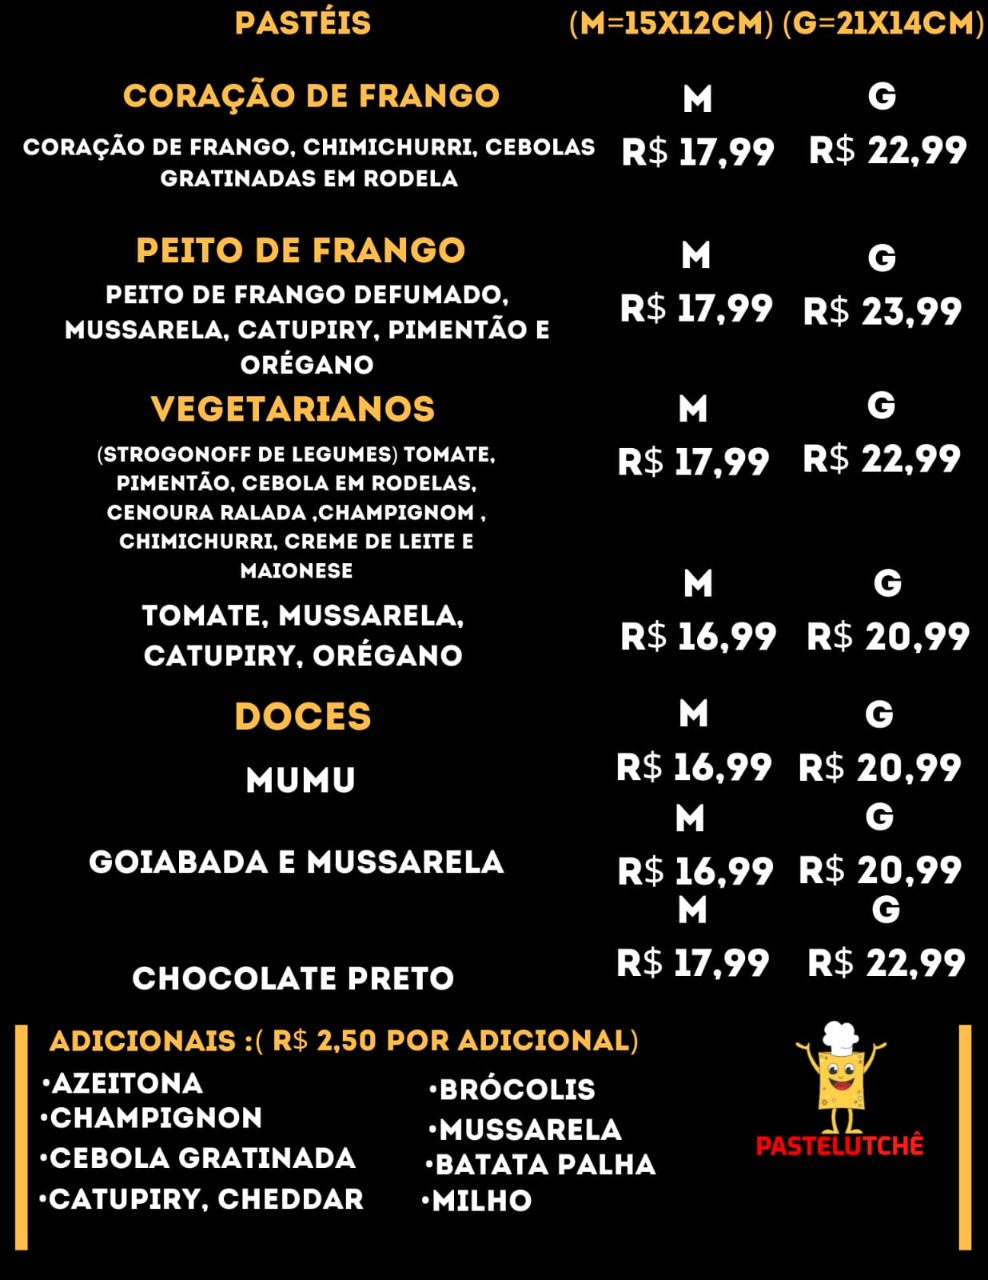 PASTÉIS (M=15X12CM) (G=21X14CM)
CORAÇÃO DE FRANGO M G
CORAÇÃO DE FRANGO, CHIMICHURRI, CEBOLAS R$ 17,99 R$ 22,99
GRATINADAS EM RODELA
PEITO DE FRANGO M G
PEITO DE FRANGO DEFUMADO, R$ 17,99 R$ 23,99
MUSSARELA, CATUPIRY, PIMENTÃO E
ORÉGANO
VEGETARIANOS M G
(STROGONOFF DE LEGUMES) TOMATE, R$ 17,99 R$ 22,99
PIMENTÃO, CEBOLA EM RODELAS,
CENOURA RALADA ,CHAMPIGNOM ,
CHIMICHURRI, CREME DE LEITE E
MAIONESE
M G
TOMATE, MUSSARELA, R$ 16,99 R$ 20,99
CATUPIRY, ORÉGANO
DOCES M G
MUMU R$ 16,99 R$ 20,99
M G
GOIABADA E MUSSARELA R$ 16,99 R$ 20,99
M G
CHOCOLATE PRETO R$ 17,99 R$ 22,99
ADICIONAIS :( R$ 2,50 POR ADICIONAL)
•AZEITONA
•CHAMPIGNON
•CEBOLA GRATINADA
•CATUPIRY, CHEDDAR
•BRÓCOLIS
•MUSSARELA
•BATATA PALHA
•MILHO
PASTELUTCHÊ